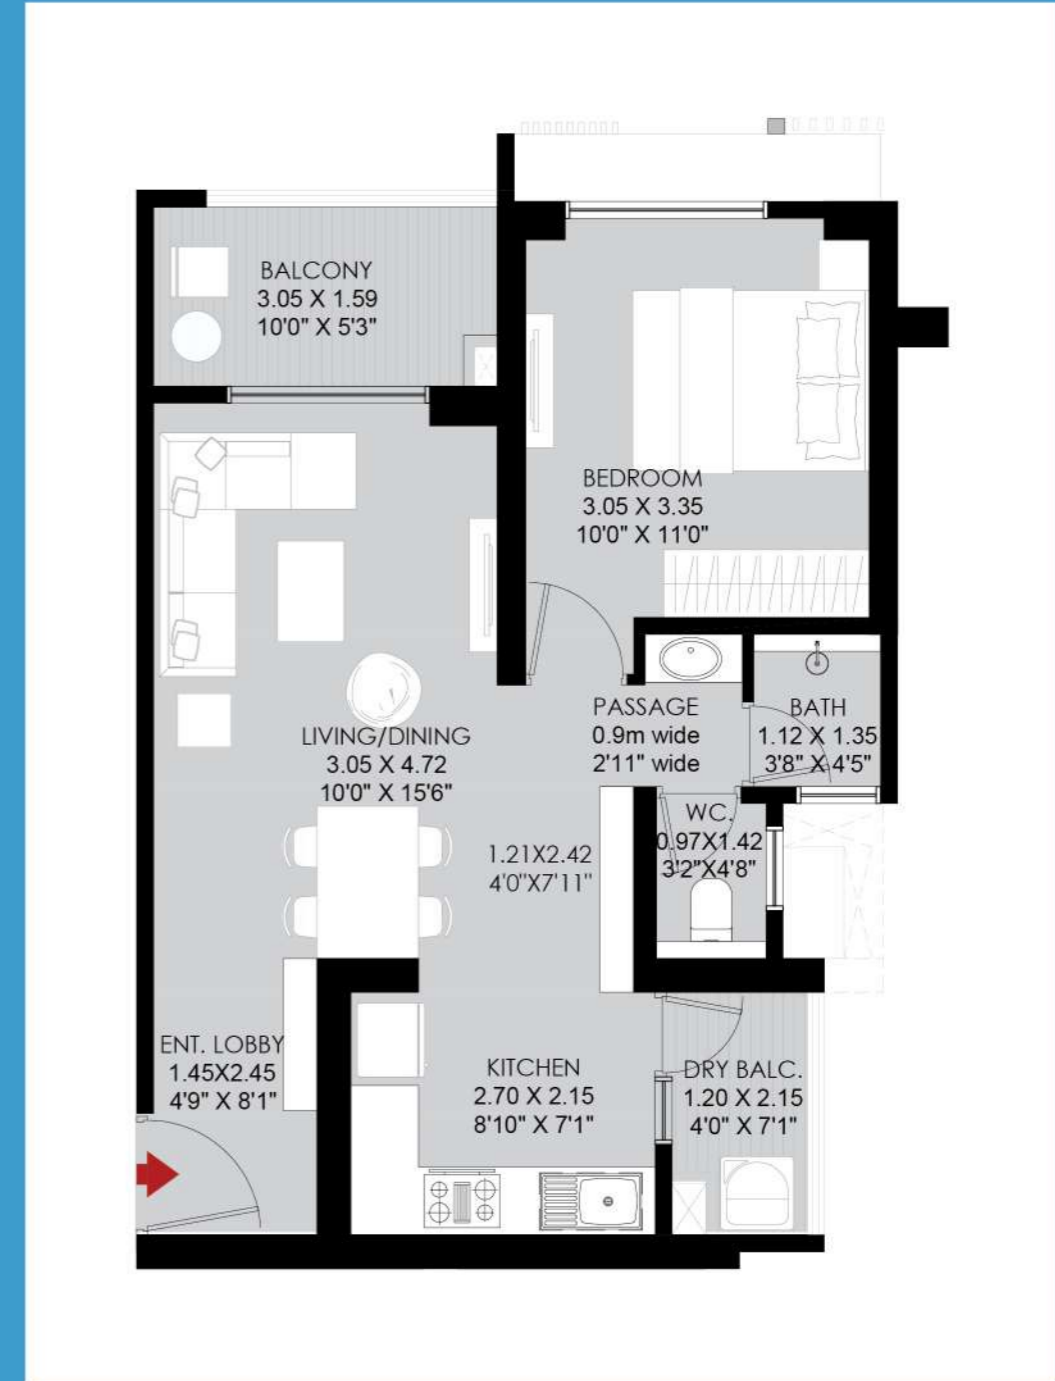 BALCONY
3.05 X 1.59
10'0" X 5'3"
BEDROOM
3.05 X 3.35
10'0" X 11'0"
LIVING/DINING
3.05 X 4.72
10'0" X 15'6"
PASSAGE
0.9m wide
2'11" wide
BATH
1.12 X 1.35
3'8" X 4'5"
WC.
0.97X1.42
3'2"X4'8"
1.21X2.42
4'0"X7'11"
ENT. LOBBY
1.45X2.45
4'9" X 8'1"
KITCHEN
2.70 X 2.15
8'10" X 7'1"
DRY BALC.
1.20 X 2.15
4'0" X 7'1"